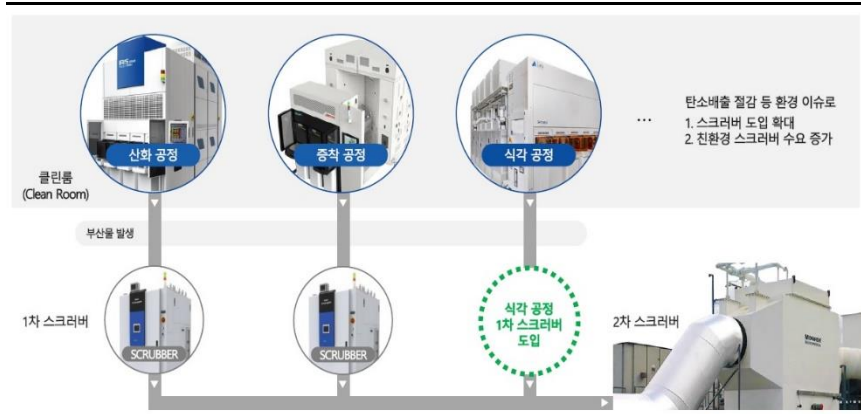 산화 공정
증착 공정
식각 공정
...
탄소배출 절감 등 환경 이슈로
1. 스크러버 도입 확대
2. 친환경 스크러버 수요 증가
클린룸
(Clean Room)
부산물 발생
1차 스크러버
SCRUBBER
SCRUBBER
식각 공정
1차 스크러버
도입
2차 스크러버